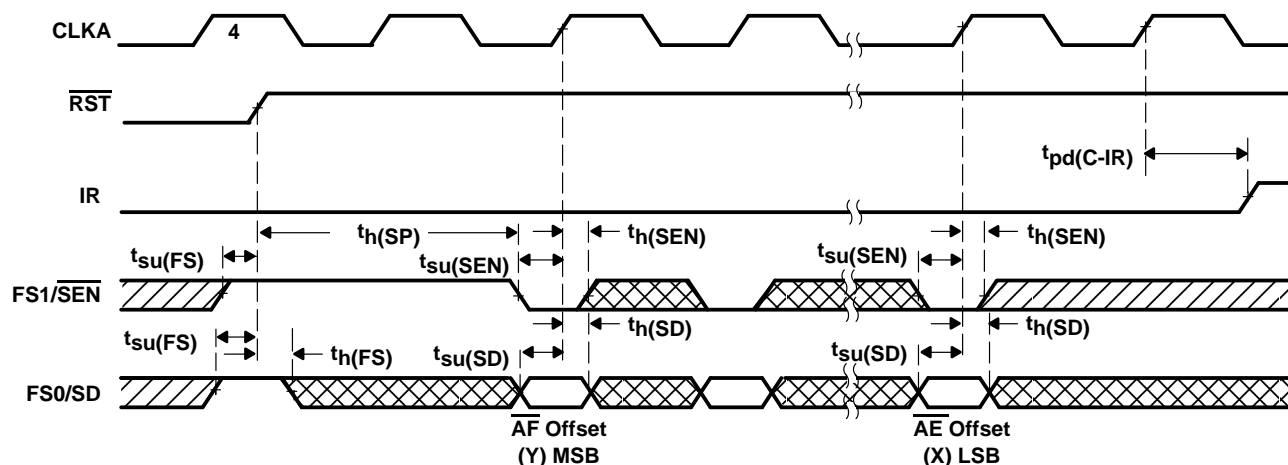 CLKA
4
RST
tpd(C-IR)
IR
th(SP)
th(SEN)
tsu(FS)
tsu(SEN)
tsu(SEN)
th(SEN)
FS1/SEN
th(SD)
th(SD)
tsu(FS)
th(FS)
tsu(SD)
tsu(SD)
FS0/SD
AF Offset
(Y) MSB
AE Offset
(X) LSB